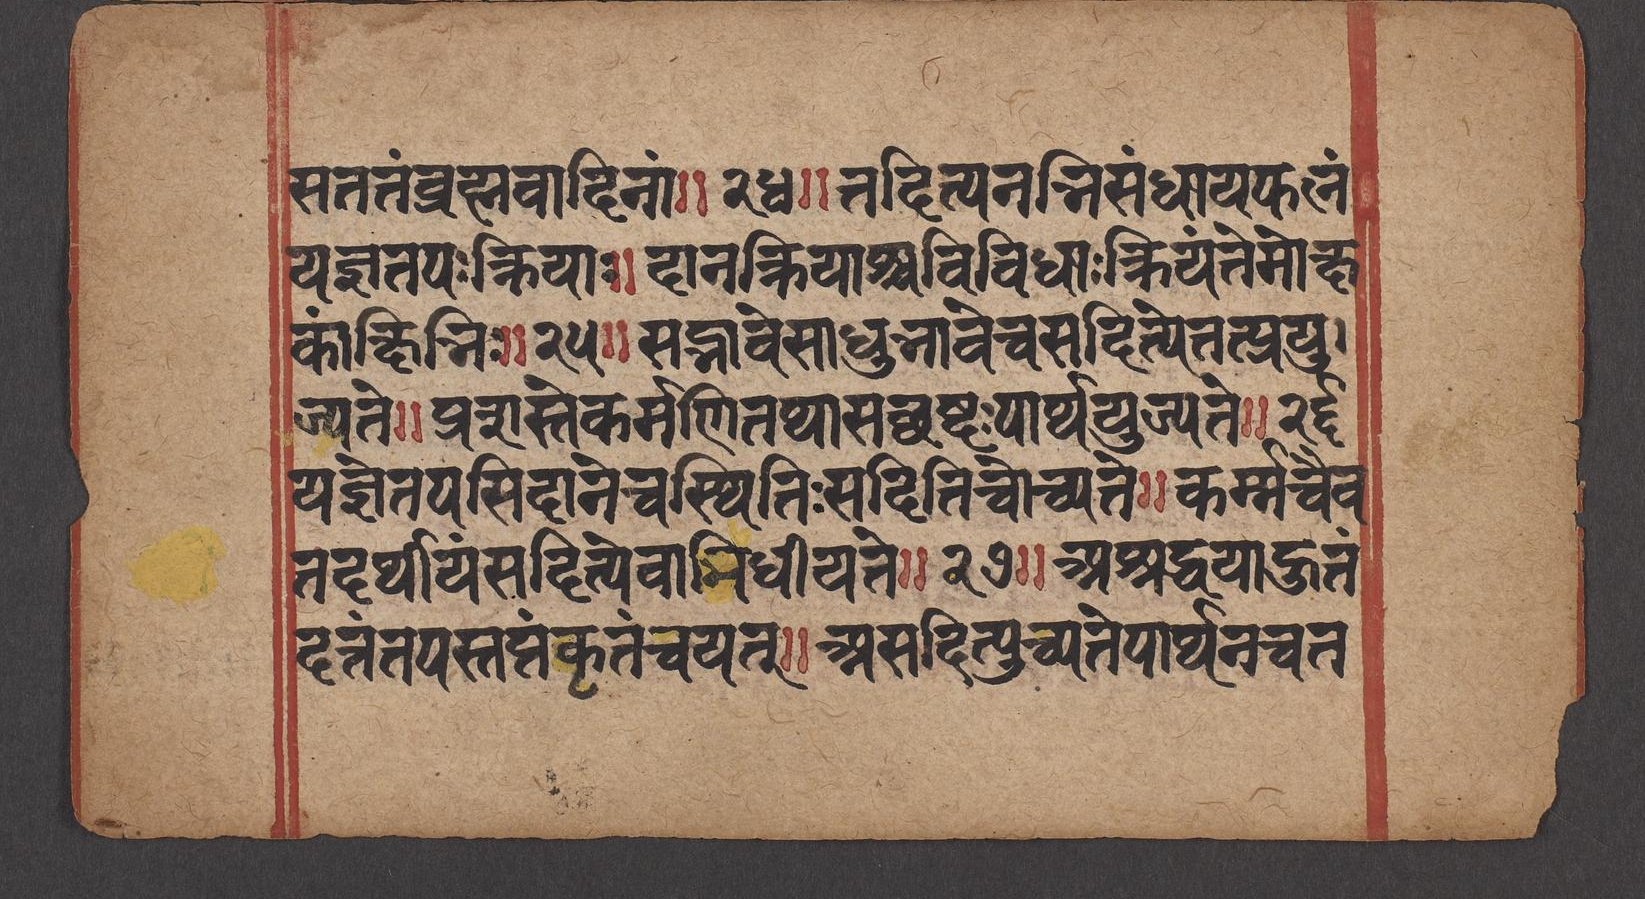 सततंब्रह्मवादिनां॥ २४॥ तदित्यनभिसंधायफलं
यज्ञतपःक्रियाः॥ दानक्रियाश्चविविधाःक्रियंतेमोक्ष
कांक्षिभिः॥ २५॥ सद्भावेसाधुभावेचसदित्येतत्प्रयु
ज्यते॥ प्रशस्तेकर्मणितथासच्छब्दःपार्थयुज्यते॥ २६
यज्ञेतपसिदानेचस्थितिःसदितिचोच्यते॥ कर्म्मचैव
तदर्थीयंसदित्येवाभिधीयते॥ २७॥ अश्रद्धयाहुतं
दत्तंतपस्तप्तंकृतंचयत्॥ असदित्युच्यतेपार्थनचत